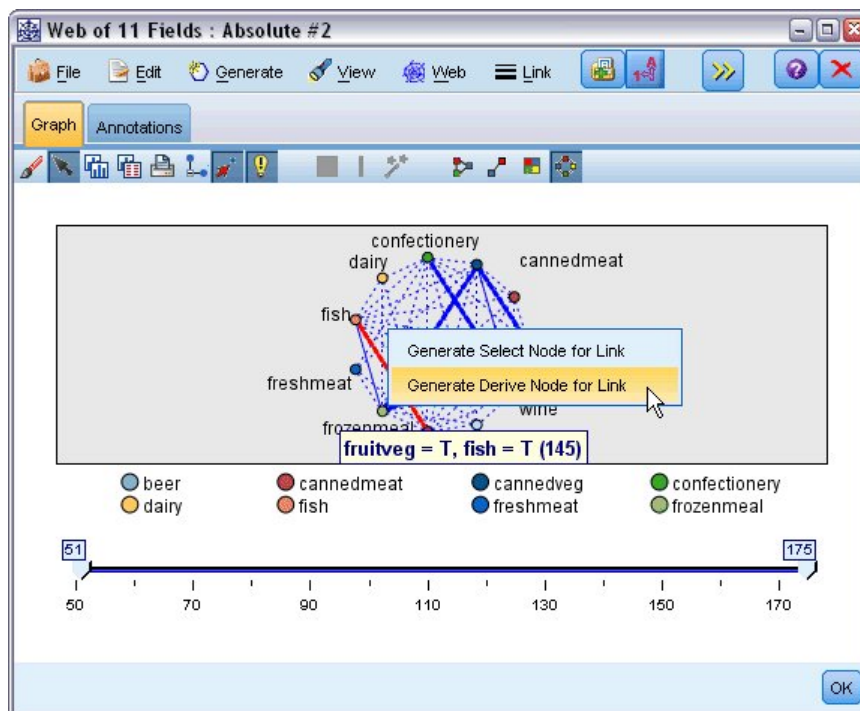 Web of 11 Fields : Absolute #2
File Edit Generate View Web Link
Graph Annotations
confectionery
dairy cannedmeat
fish
Generate Select Node for Link
freshmeat Generate Derive Node for Link
wine
frozenmeal
fruitveg = T, fish = T (145)
beer cannedmeat cannedveg confectionery
dairy fish freshmeat frozenmeal
51 175
50 70 90 110 130 150 170
OK